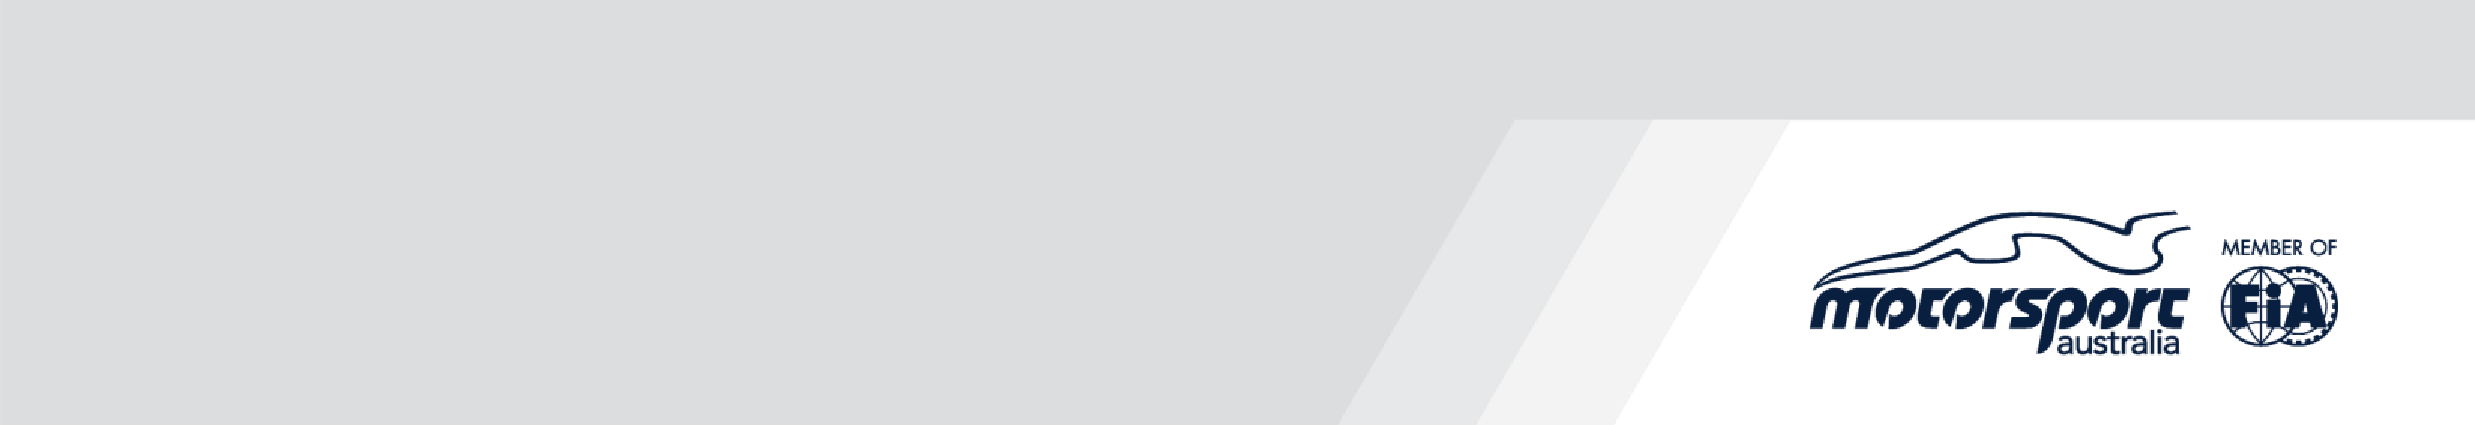 motorsport
australia
MEMBER OF
FiA